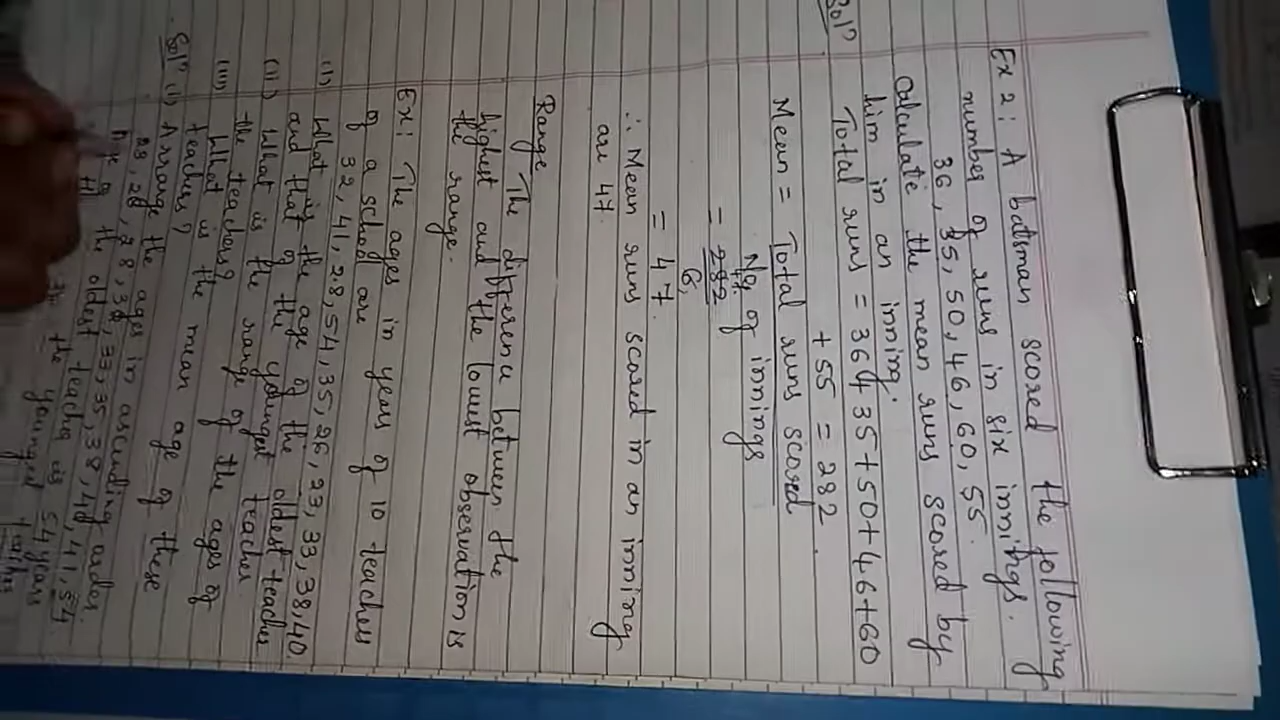 Ex 2: A batsman scored the following
number of runs in six innings.
36, 35, 50, 46, 60, 55.
Calculate the mean runs scored by
him in an inning.
Solⁿ Total runs = 36+35+50+46+60
+55 = 282
Mean = Total runs scored
No. of innings
= 282
6
= 47.
∴ Mean runs scored in an inning
are 47
Range
The difference between the
highest and the lowest observation is
the range.
Ex: The ages in years of 10 teachers
of a school are
32, 41, 28, 54, 35, 26, 23, 33, 38, 40
(i) What is the age of the oldest teacher
and that of the youngest teacher
(ii) What is the range of the ages of
the teachers?
(iii) What is the mean age of these
teachers?
Solⁿ (i) Arrange the ages in ascending order
28, 33, 35, 38, 40, 41, 54
the oldest teacher is 54 years
the youngest teacher